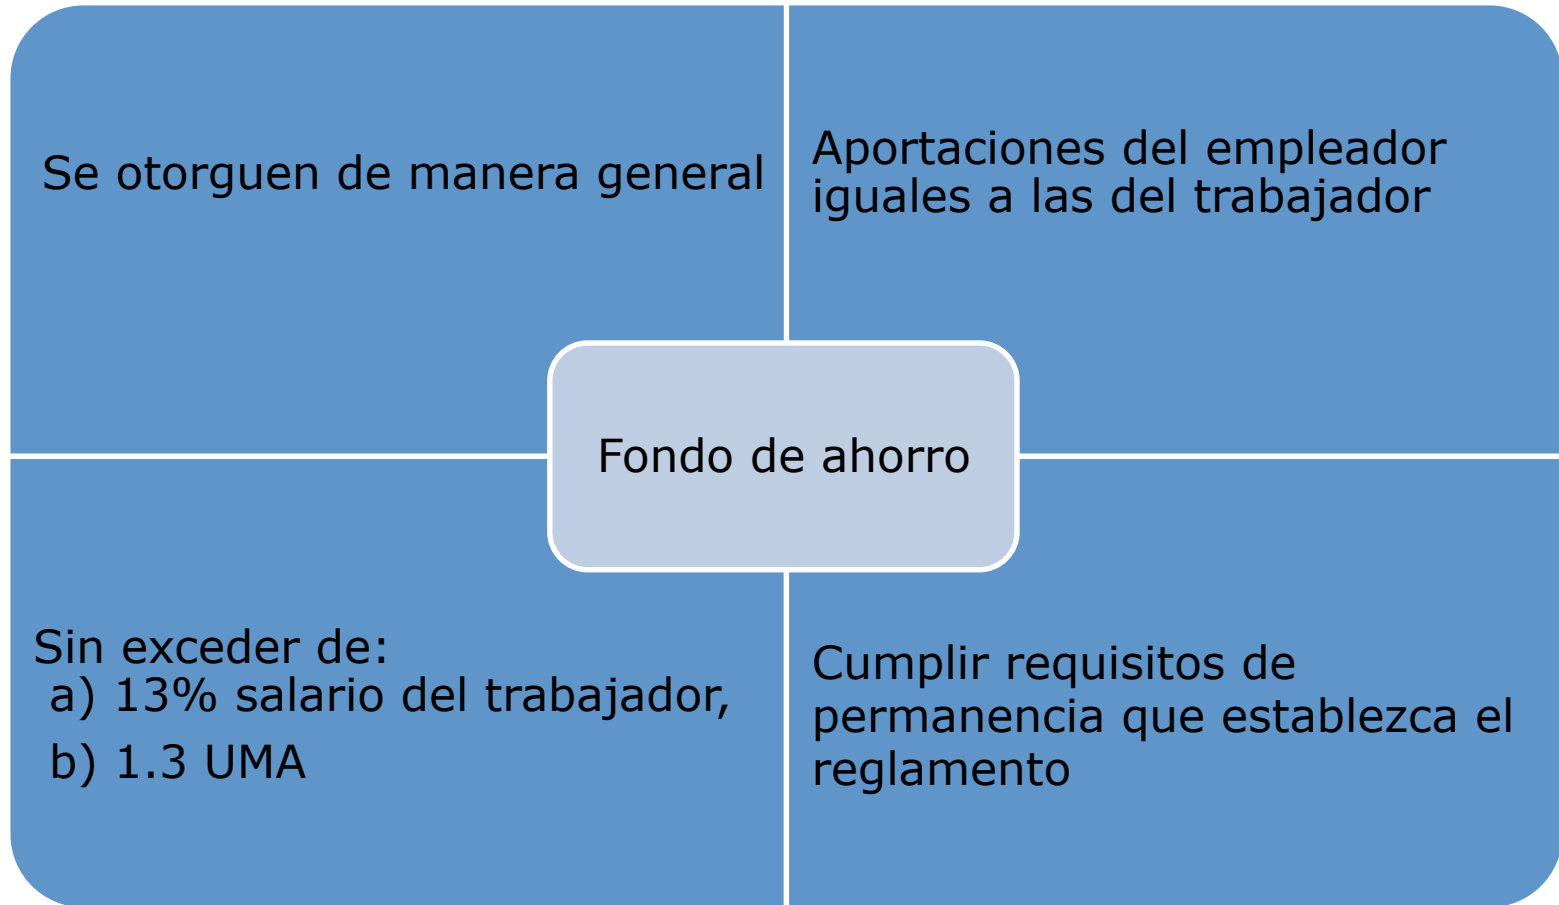 Se otorguen de manera general
Aportaciones del empleador
iguales a las del trabajador
Fondo de ahorro
Sin exceder de:
a) 13% salario del trabajador,
b) 1.3 UMA
Cumplir requisitos de
permanencia que establezca el
reglamento